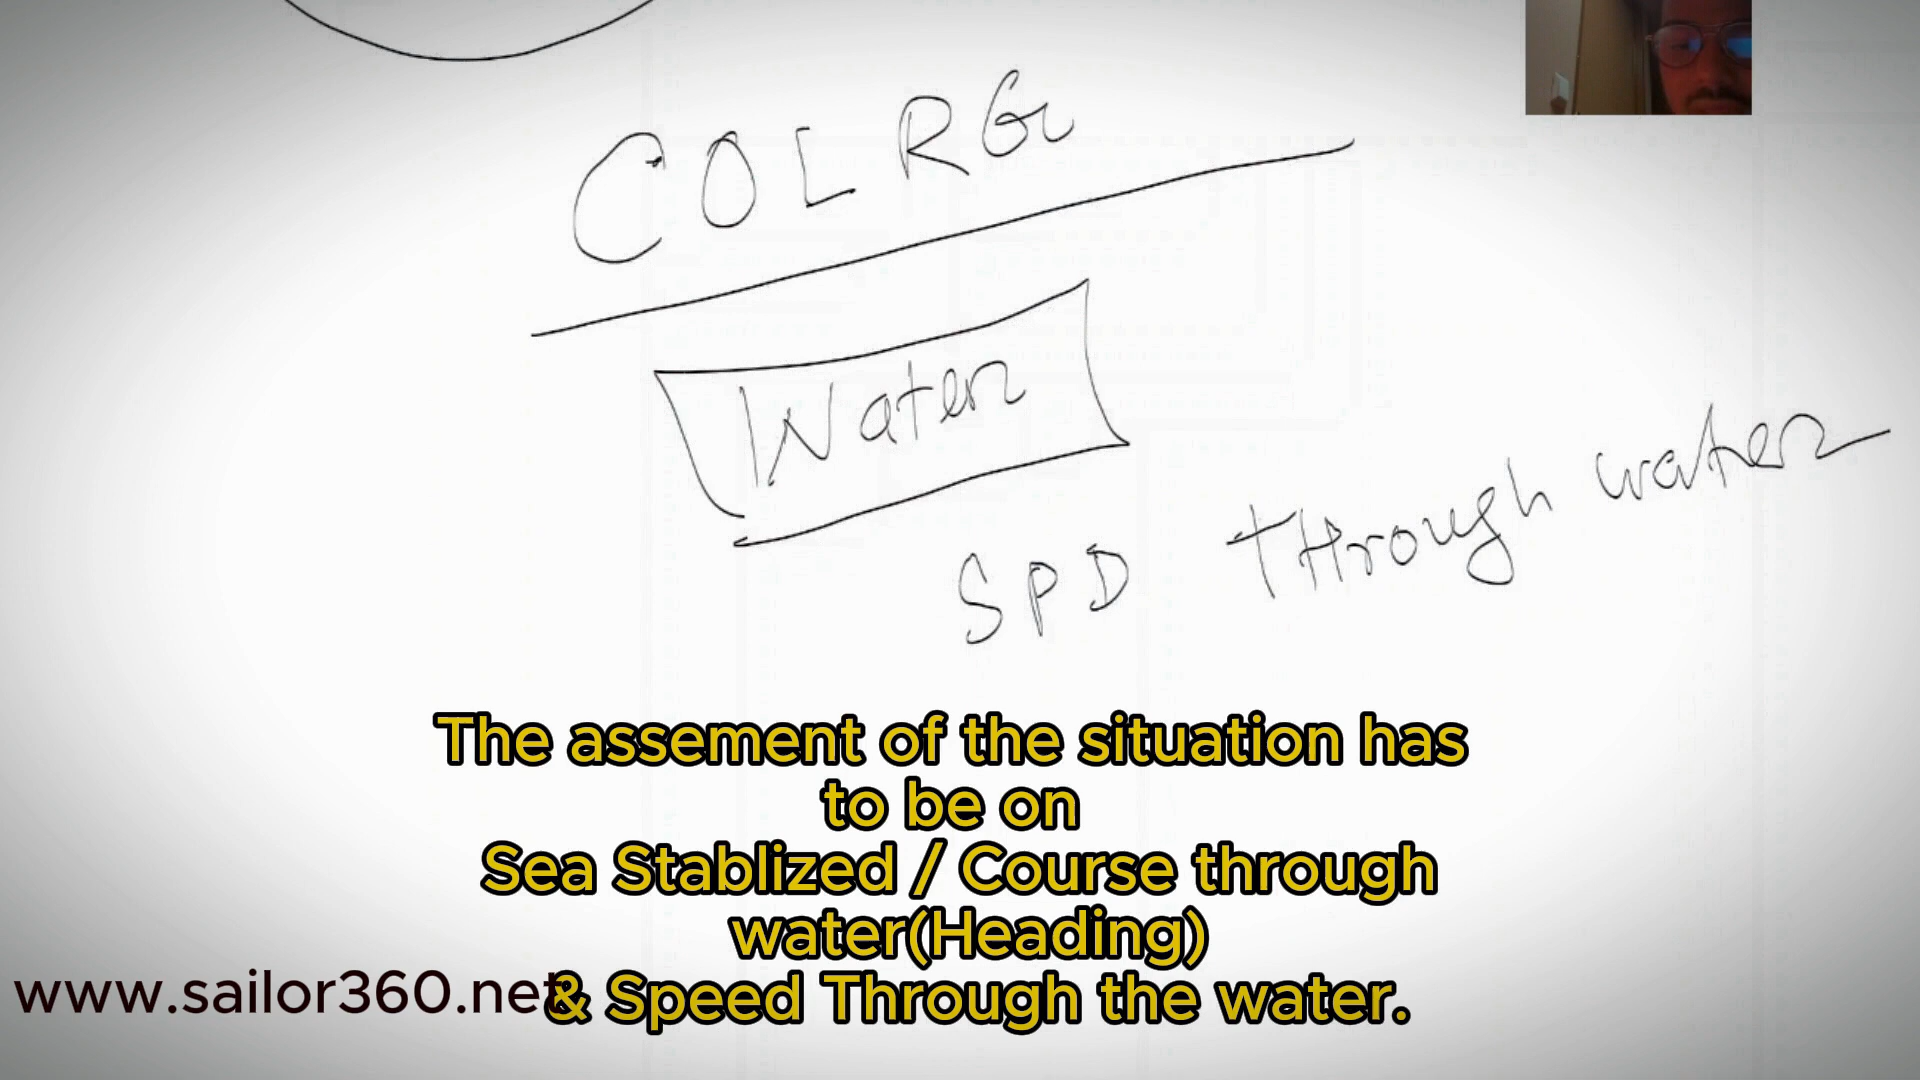 COLRG
Water
SPD THrough water
The assement of the situation has
to be on
Sea Stablized / Course through
water(Heading)
& Speed Through the water.
www.sailor360.net